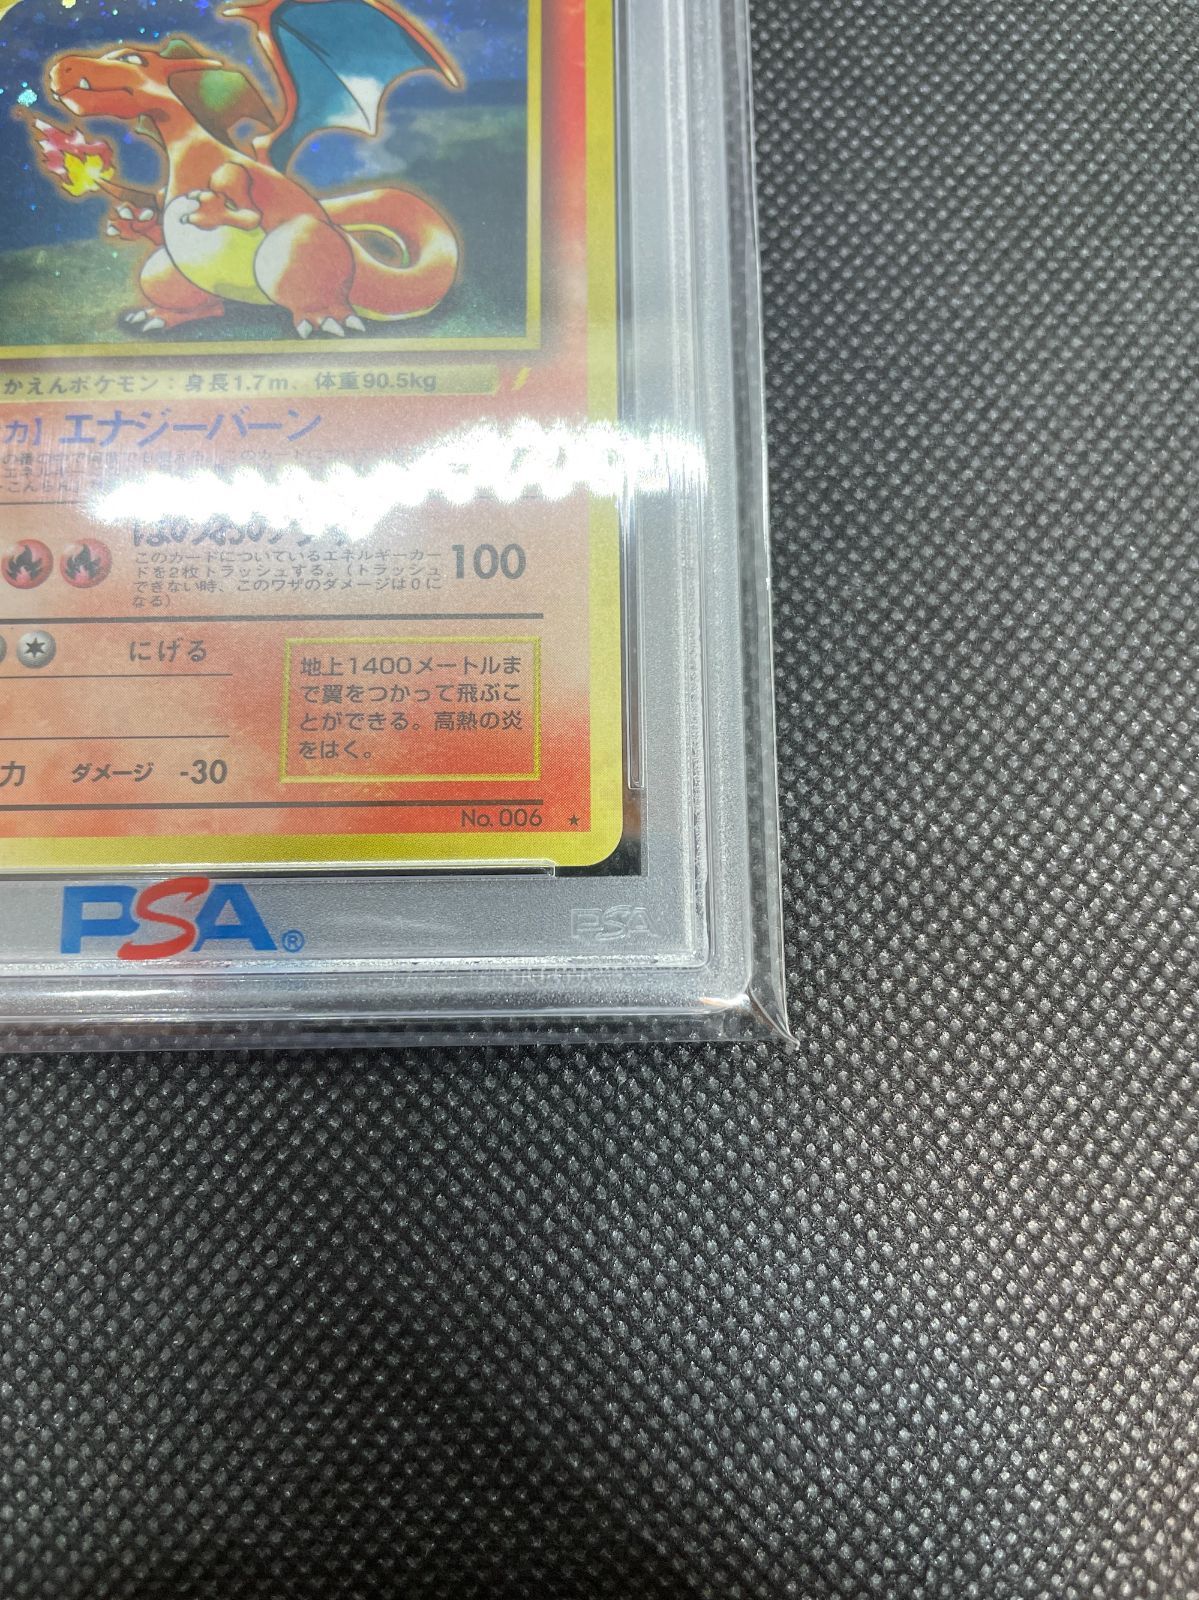 かえんポケモン：身長1.7m、体重90.5kg
カ】エナジーバーン
ほのおの
このカードについているエネルギーカー
ドを2枚トラッシュする。（トラッシュ
できない時、このワザのダメージは0に
なる）
100
にげる
地上1400メートルま
で翼をつかって飛ぶこ
とができる。高熱の炎
をはく。
力 ダメージ -30
No. 006 ★
PSA®
PSA